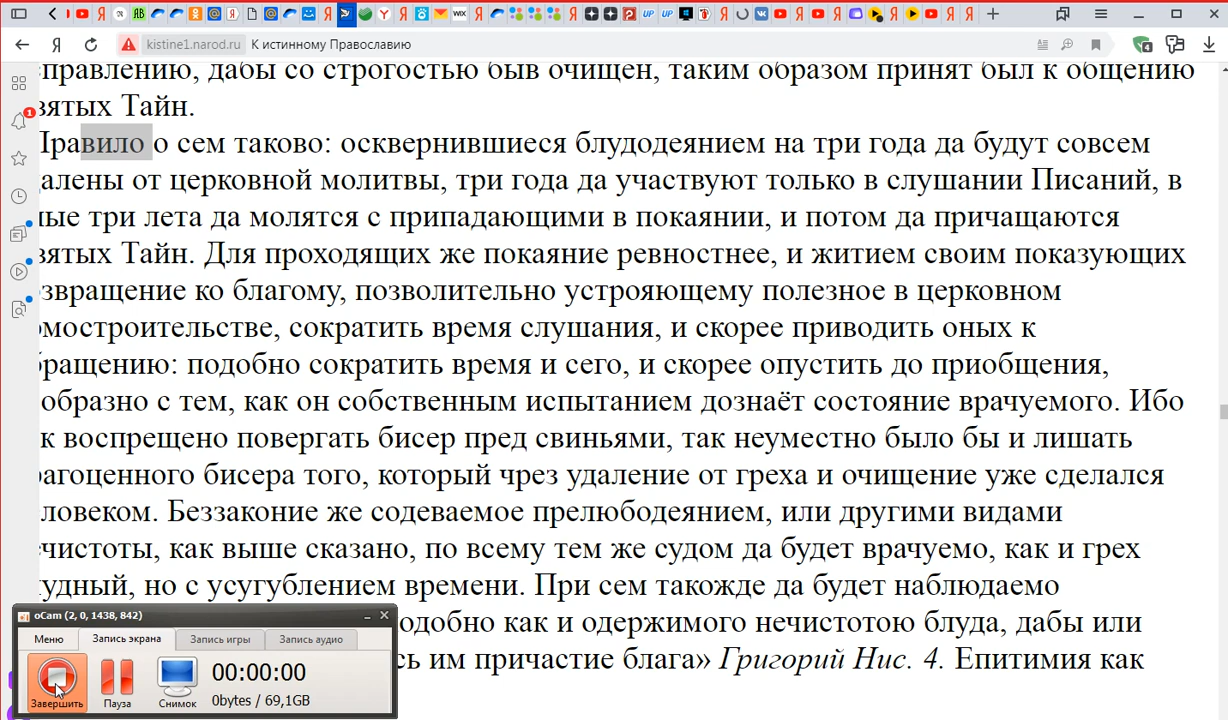 kistine1.narod.ru К истинному Православию
справлению, дабы со строгостью быв очищен, таким образом принят был к общению
вятых Тайн.
Правило о сем таково: осквернившиеся блудодеянием на три года да будут совсем
далены от церковной молитвы, три года да участвуют только в слушании Писаний, в
ные три лета да молятся с припадающими в покаянии, и потом да причащаются
вятых Тайн. Для проходящих же покаяние ревностнее, и житием своим показующих
озвращение ко благому, позволительно устрояющему полезное в церковном
омостроительстве, сократить время слушания, и скорее приводить оных к
бращению: подобно сократить время и сего, и скорее опустить до приобщения,
образно с тем, как он собственным испытанием дознаёт состояние врачуемого. Ибо
к воспрещено повергать бисер пред свиньями, так неуместно было бы и лишать
рагоценного бисера того, который чрез удаление от греха и очищение уже сделался
ловеком. Беззаконие же содеваемое прелюбодеянием, или другими видами
ечистоты, как выше сказано, по всему тем же судом да будет врачуемо, как и грех
удный, но с усугублением времени. При сем такожде да будет наблюдаемо
oCam (2, 0, 1438, 842)
одобно как и одержимого нечистотою блуда, дабы или
Меню Запись экрана Запись игры Запись аудио
сь им причастие блага» Григорий Нис. 4. Епитимия как
00:00:00
Завершить Пауза Снимок 0bytes / 69,1GB